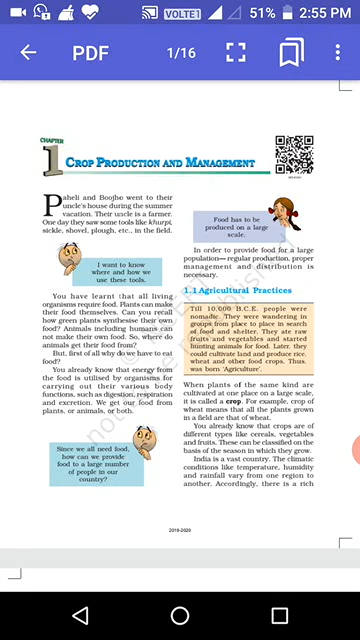 VOLTE1 51% 2:55 PM
PDF 1/16
CHAPTER
1 CROP PRODUCTION AND MANAGEMENT
Paheli and Boojho went to their
uncle's house during the summer
vacation. Their uncle is a farmer.
One day they saw some tools like khurpi,
sickle, shovel, plough, etc., in the field.
I want to know
where and how we
use these tools.
You have learnt that all living
organisms require food. Plants can make
their food themselves. Can you recall
how green plants synthesise their own
food? Animals including humans can
not make their own food. So, where do
animals get their food from?
But, first of all why do we have to eat
food?
You already know that energy from
the food is utilised by organisms for
carrying out their various body
functions, such as digestion, respiration
and excretion. We get our food from
plants, or animals, or both.
Since we all need food,
how can we provide
food to a large number
of people in our
country?
Food has to be
produced on a large
scale.
In order to provide food for a large
population— regular production, proper
management and distribution is
necessary.
1.1 Agricultural Practices
Till 10,000 B.C.E. people were
nomadic. They were wandering in
groups from place to place in search
of food and shelter. They ate raw
fruits and vegetables and started
hunting animals for food. Later, they
could cultivate land and produce rice,
wheat and other food crops. Thus,
was born 'Agriculture'.
When plants of the same kind are
cultivated at one place on a large scale,
it is called a crop. For example, crop of
wheat means that all the plants grown
in a field are that of wheat.
You already know that crops are
of different types like cereals, vegetables
and fruits. These can be classified on the
basis of the season in which they grow.
India is a vast country. The climatic
conditions like temperature, humidity
and rainfall vary from one region to
another. Accordingly, there is a rich
2019-2020